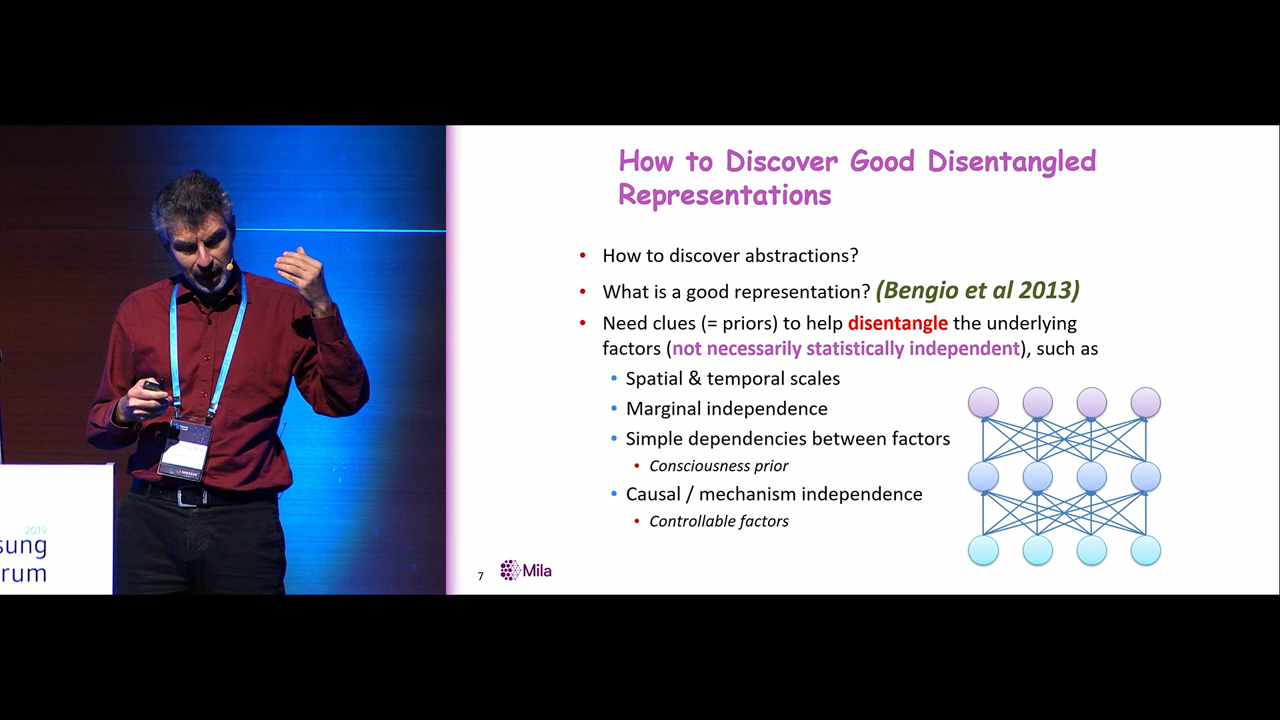 How to Discover Good Disentangled
Representations
• How to discover abstractions?
• What is a good representation? (Bengio et al 2013)
• Need clues (= priors) to help disentangle the underlying
factors (not necessarily statistically independent), such as
• Spatial & temporal scales
• Marginal independence
• Simple dependencies between factors
• Consciousness prior
• Causal / mechanism independence
• Controllable factors
7
Mila
2019
sung
rum